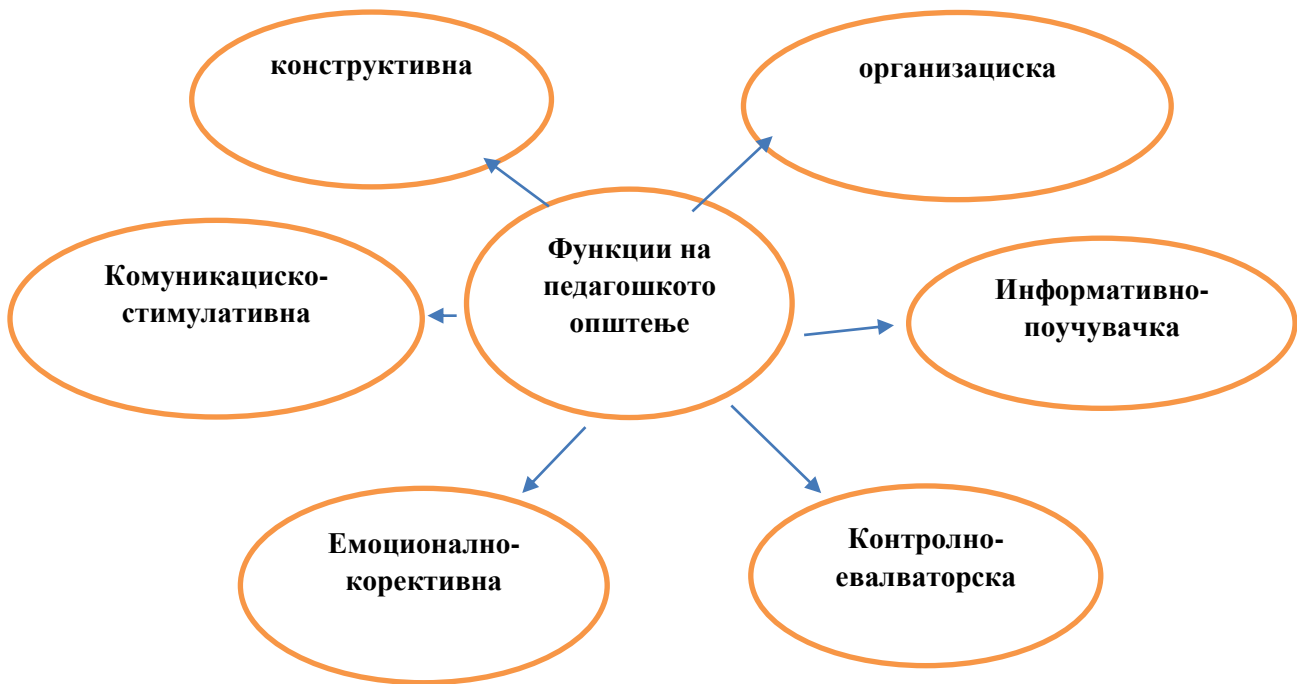 конструктивна
организациска
Функции на
педагошкото
општење
Комуникациско-
стимулативна
Информативно-
поучувачка
Емоционално-
корективна
Контролно-
евалваторска